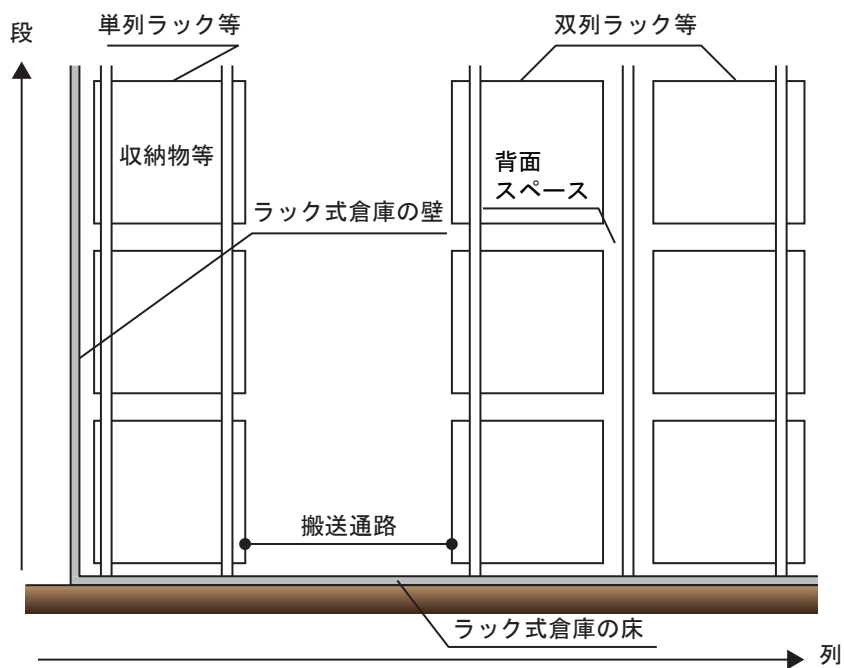 段
単列ラック等
双列ラック等
収納物等
背面
スペース
ラック式倉庫の壁
搬送通路
ラック式倉庫の床
列